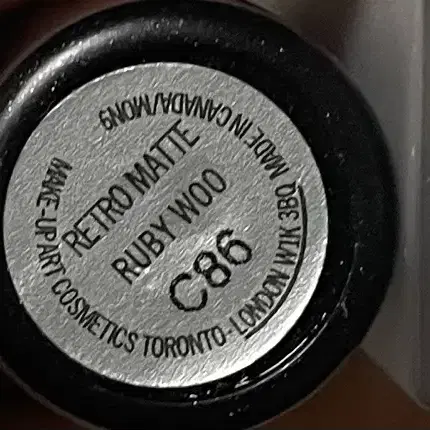 RETRO MATTE
RUBY WOO
C86
MAKE-UP ART COSMETICS TORONTO-LONDON W1K 3BQ MADE IN CANADA/MON9